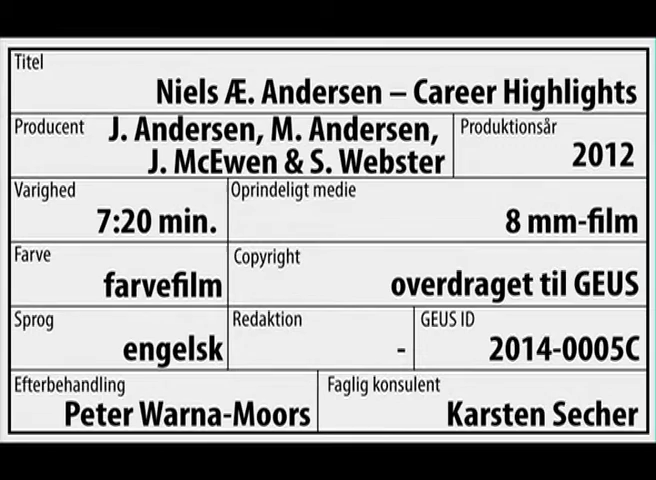 Titel
Niels Æ. Andersen – Career Highlights
Producent
J. Andersen, M. Andersen,
J. McEwen & S. Webster
Produktionsår
2012
Varighed
7:20 min.
Oprindeligt medie
8 mm-film
Farve
farvefilm
Copyright
overdraget til GEUS
Sprog
engelsk
Redaktion
-
GEUS ID
2014-0005C
Efterbehandling
Peter Warna-Moors
Faglig konsulent
Karsten Secher